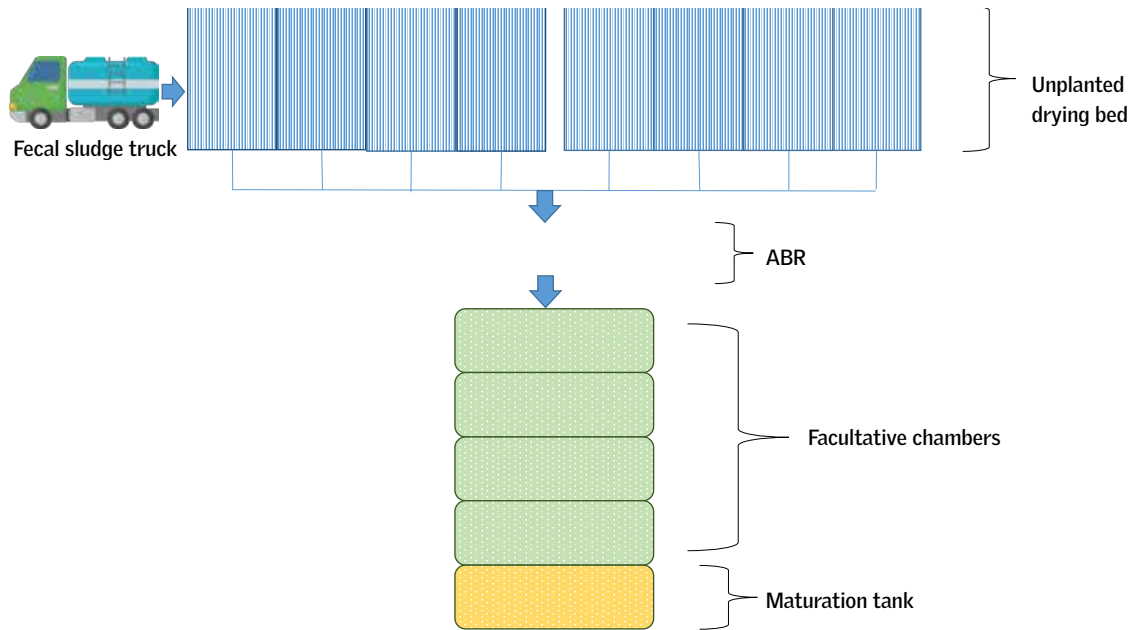 Unplanted
drying bed
Fecal sludge truck
ABR
Facultative chambers
Maturation tank